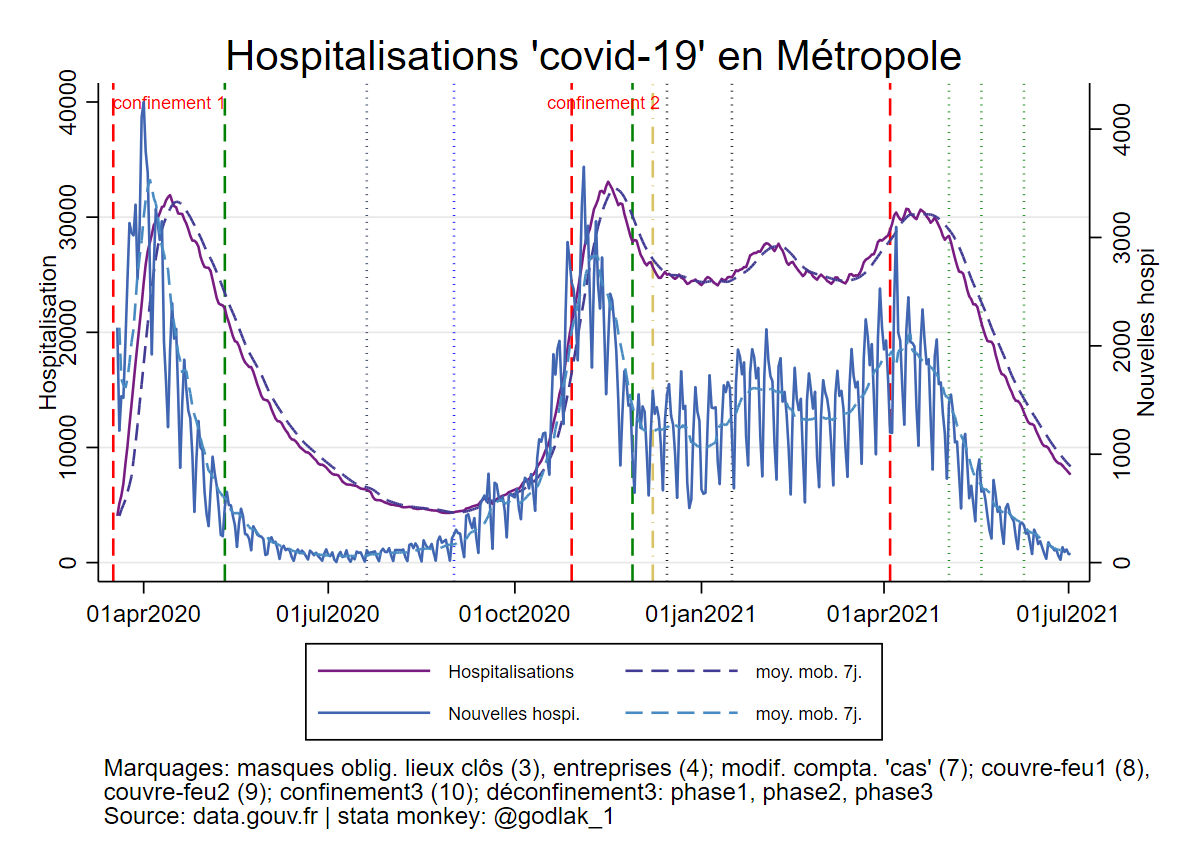 Hospitalisations 'covid-19' en Métropole
confinement 1
confinement 2
Hospitalisation
40000
30000
20000
10000
0
Nouvelles hospi
4000
3000
2000
1000
0
01apr2020 01jul2020 01oct2020 01jan2021 01apr2021 01jul2021
Hospitalisations moy. mob. 7j.
Nouvelles hospi. moy. mob. 7j.
Marquages: masques oblig. lieux clôs (3), entreprises (4); modif. compta. 'cas' (7); couvre-feu1 (8),
couvre-feu2 (9); confinement3 (10); déconfinement3: phase1, phase2, phase3
Source: data.gouv.fr | stata monkey: @godlak_1